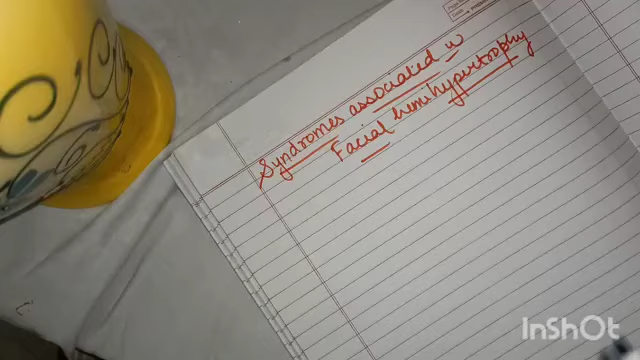 Syndromes associated w
Facial hemihypertrophy
InShOt